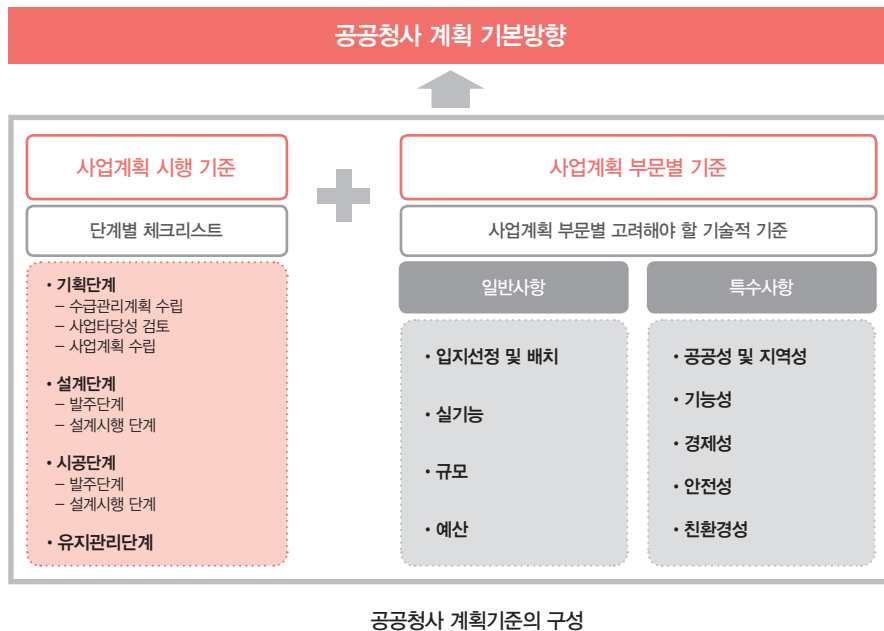 공공청사 계획 기본방향
사업계획 시행 기준
단계별 체크리스트
• 기획단계
– 수급관리계획 수립
– 사업타당성 검토
– 사업계획 수립
• 설계단계
– 발주단계
– 설계시행 단계
• 시공단계
– 발주단계
– 설계시행 단계
• 유지관리단계
사업계획 부문별 기준
사업계획 부문별 고려해야 할 기술적 기준
일반사항
• 입지선정 및 배치
• 실기능
• 규모
• 예산
특수사항
• 공공성 및 지역성
• 기능성
• 경제성
• 안전성
• 친환경성
공공청사 계획기준의 구성